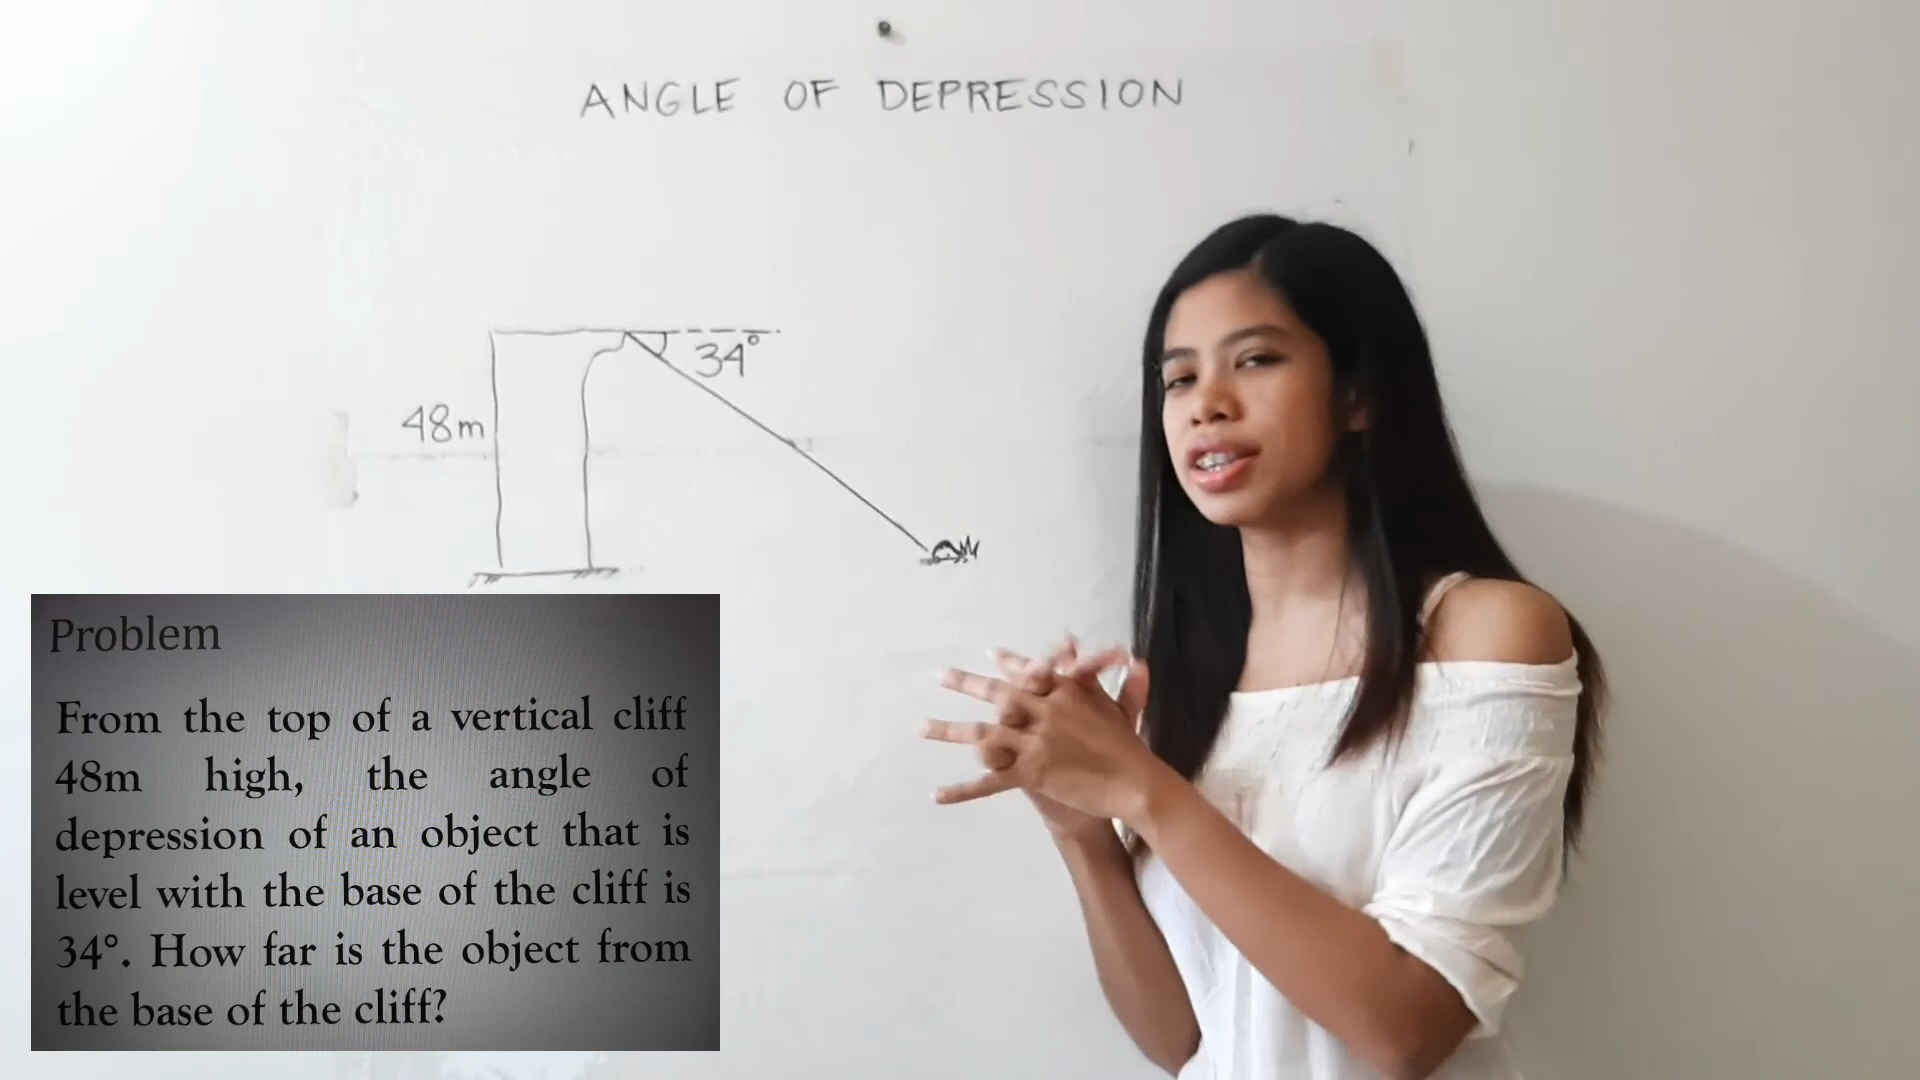 ANGLE OF DEPRESSION
34°
48m
Problem
From the top of a vertical cliff
48m high, the angle of
depression of an object that is
level with the base of the cliff is
34°. How far is the object from
the base of the cliff?